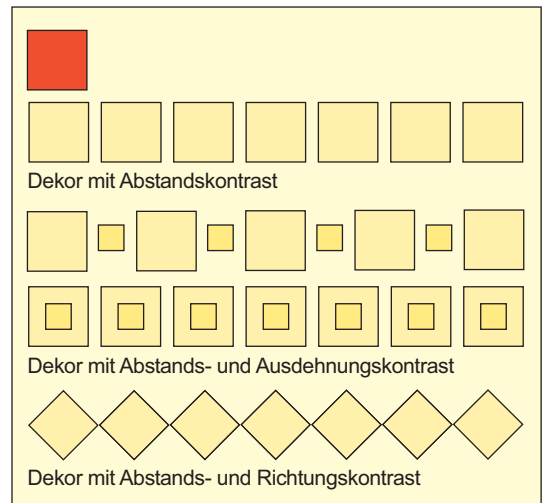 Dekor mit Abstandskontrast
Dekor mit Abstands- und Ausdehnungskontrast
Dekor mit Abstands- und Richtungskontrast